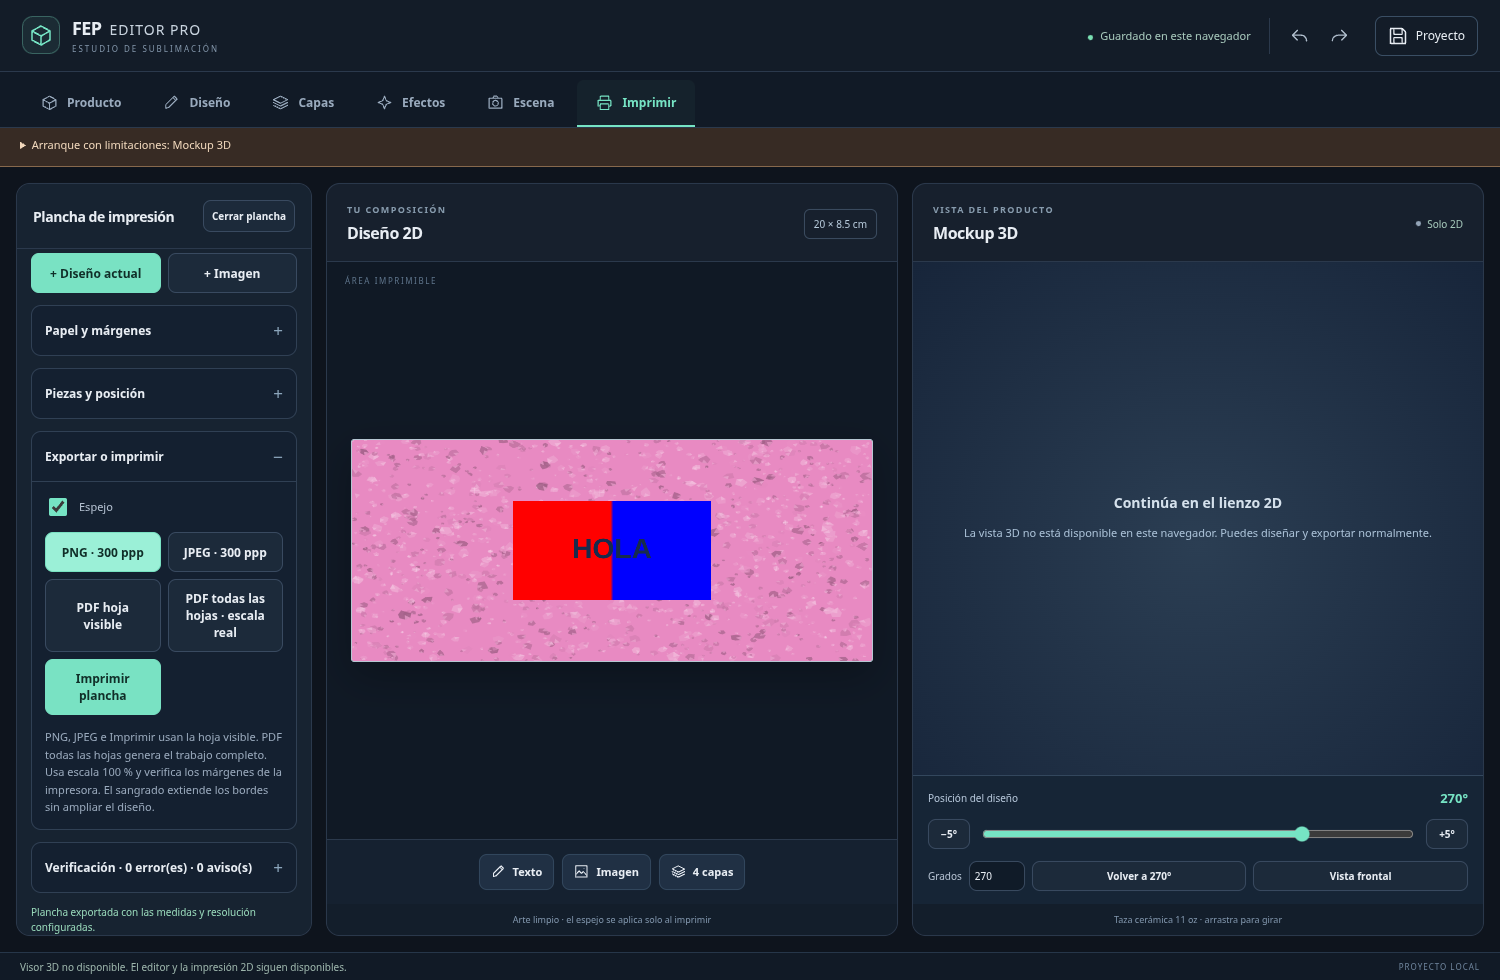 FEP EDITOR PRO
ESTUDIO DE SUBLIMACIÓN
Guardado en este navegador
Proyecto
Producto
Diseño
Capas
Efectos
Escena
Imprimir
Arranque con limitaciones: Mockup 3D
Plancha de impresión
Cerrar plancha
+ Diseño actual
+ Imagen
Papel y márgenes
+
Piezas y posición
+
Exportar o imprimir
−
Espejo
PNG · 300 ppp
JPEG · 300 ppp
PDF hoja
visible
PDF todas las
hojas · escala
real
Imprimir
plancha
PNG, JPEG e Imprimir usan la hoja visible. PDF
todas las hojas genera el trabajo completo.
Usa escala 100 % y verifica los márgenes de la
impresora. El sangrado extiende los bordes
sin ampliar el diseño.
Verificación · 0 error(es) · 0 aviso(s)
+
Plancha exportada con las medidas y resolución
configuradas.
TU COMPOSICIÓN
Diseño 2D
20 × 8.5 cm
ÁREA IMPRIMIBLE
HOLA
Texto
Imagen
4 capas
Arte limpio · el espejo se aplica solo al imprimir
VISTA DEL PRODUCTO
Mockup 3D
Solo 2D
Continúa en el lienzo 2D
La vista 3D no está disponible en este navegador. Puedes diseñar y exportar normalmente.
Posición del diseño
270°
−5°
+5°
Grados
270
Volver a 270°
Vista frontal
Taza cerámica 11 oz · arrastra para girar
Visor 3D no disponible. El editor y la impresión 2D siguen disponibles.
PROYECTO LOCAL